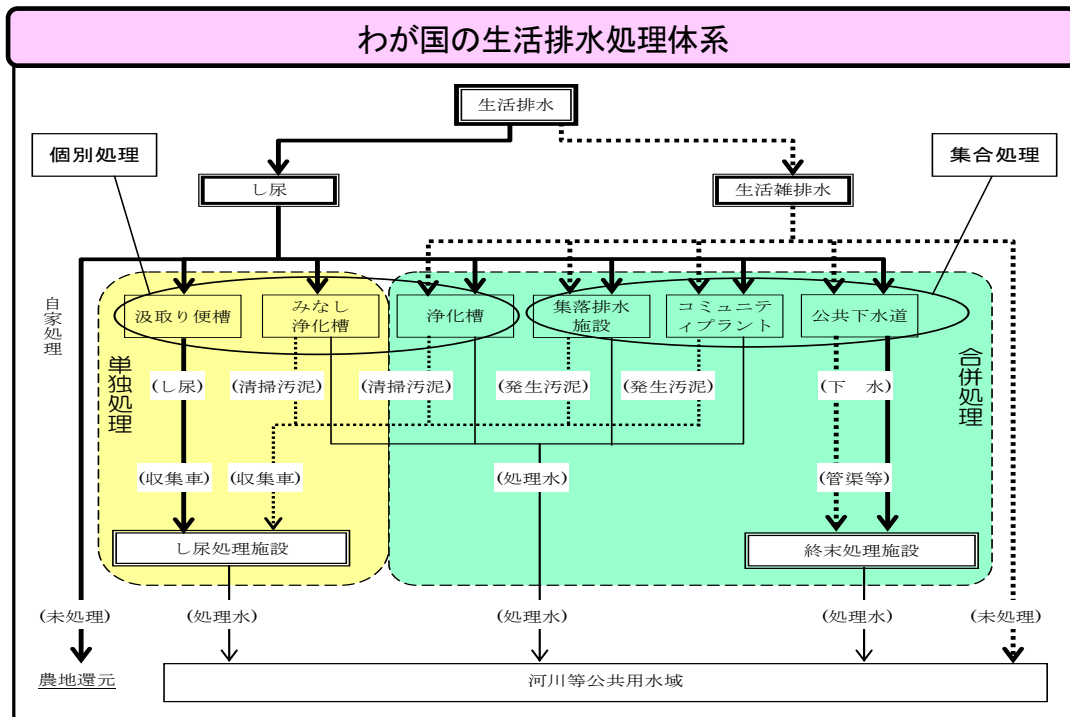 わが国の生活排水処理体系
生活排水
個別処理
集合処理
し尿
生活雑排水
自家処理
汲取り便槽
みなし
浄化槽
浄化槽
集落排水
施設
コミュニテ
ィプラント
公共下水道
単独処理
合併処理
(し尿)
(清掃汚泥)
(清掃汚泥)
(発生汚泥)
(発生汚泥)
(下　水)
(収集車)
(収集車)
(処理水)
(管渠等)
し尿処理施設
終末処理施設
(未処理)
(処理水)
(処理水)
(処理水)
(未処理)
農地還元
河川等公共用水域